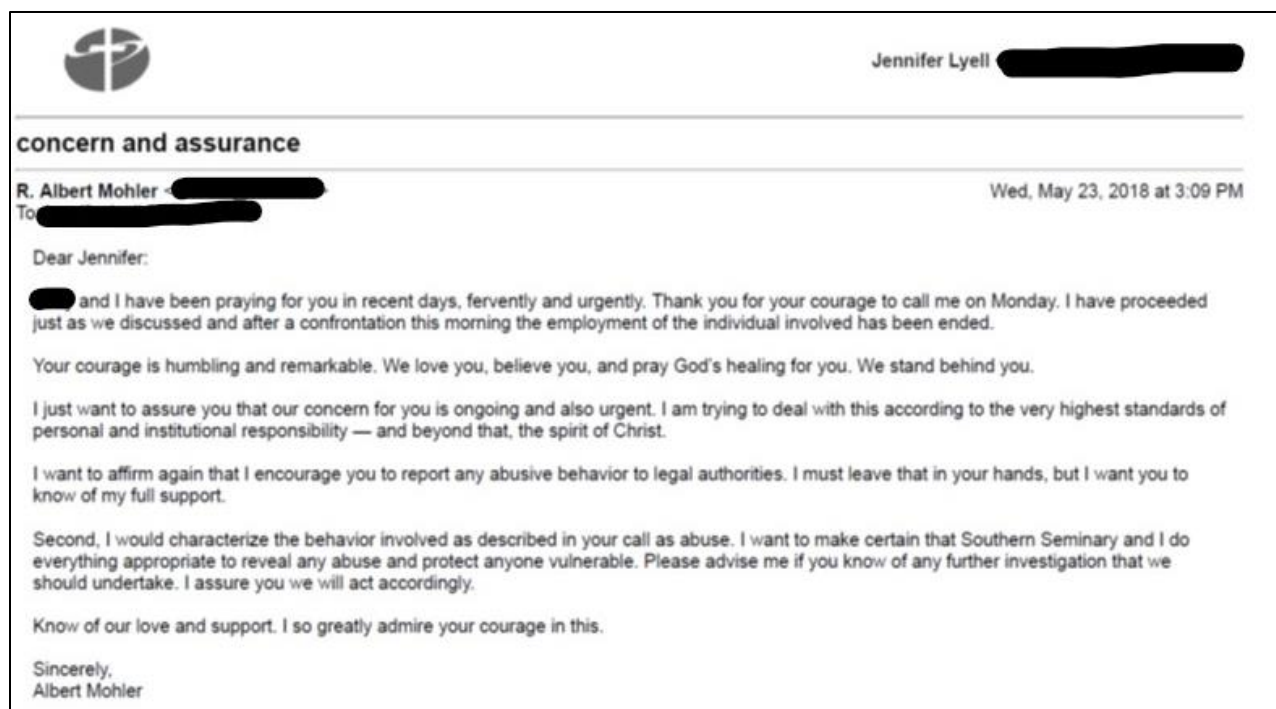 Jennifer Lyell
concern and assurance
R. Albert Mohler <
Wed, May 23, 2018 at 3:09 PM
To
Dear Jennifer:
and I have been praying for you in recent days, fervently and urgently. Thank you for your courage to call me on Monday. I have proceeded
just as we discussed and after a confrontation this morning the employment of the individual involved has been ended.
Your courage is humbling and remarkable. We love you, believe you, and pray God's healing for you. We stand behind you.
I just want to assure you that our concern for you is ongoing and also urgent. I am trying to deal with this according to the very highest standards of
personal and institutional responsibility — and beyond that, the spirit of Christ.
I want to affirm again that I encourage you to report any abusive behavior to legal authorities. I must leave that in your hands, but I want you to
know of my full support.
Second, I would characterize the behavior involved as described in your call as abuse. I want to make certain that Southern Seminary and I do
everything appropriate to reveal any abuse and protect anyone vulnerable. Please advise me if you know of any further investigation that we
should undertake. I assure you we will act accordingly.
Know of our love and support. I so greatly admire your courage in this.
Sincerely,
Albert Mohler